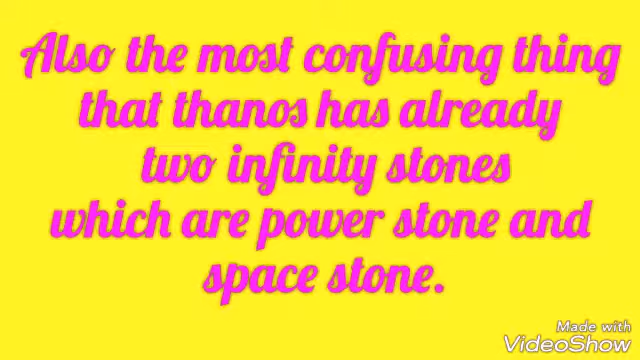 Also the most confusing thing
that thanos has already
two infinity stones
which are power stone and
space stone.
Made with
VideoShow